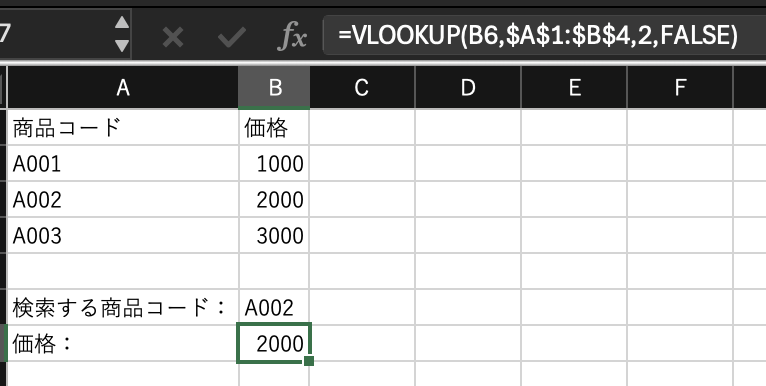 7 fx =VLOOKUP(B6,$A$1:$B$4,2,FALSE)
A B C D E F
商品コード 価格
A001 1000
A002 2000
A003 3000
検索する商品コード： A002
価格： 2000